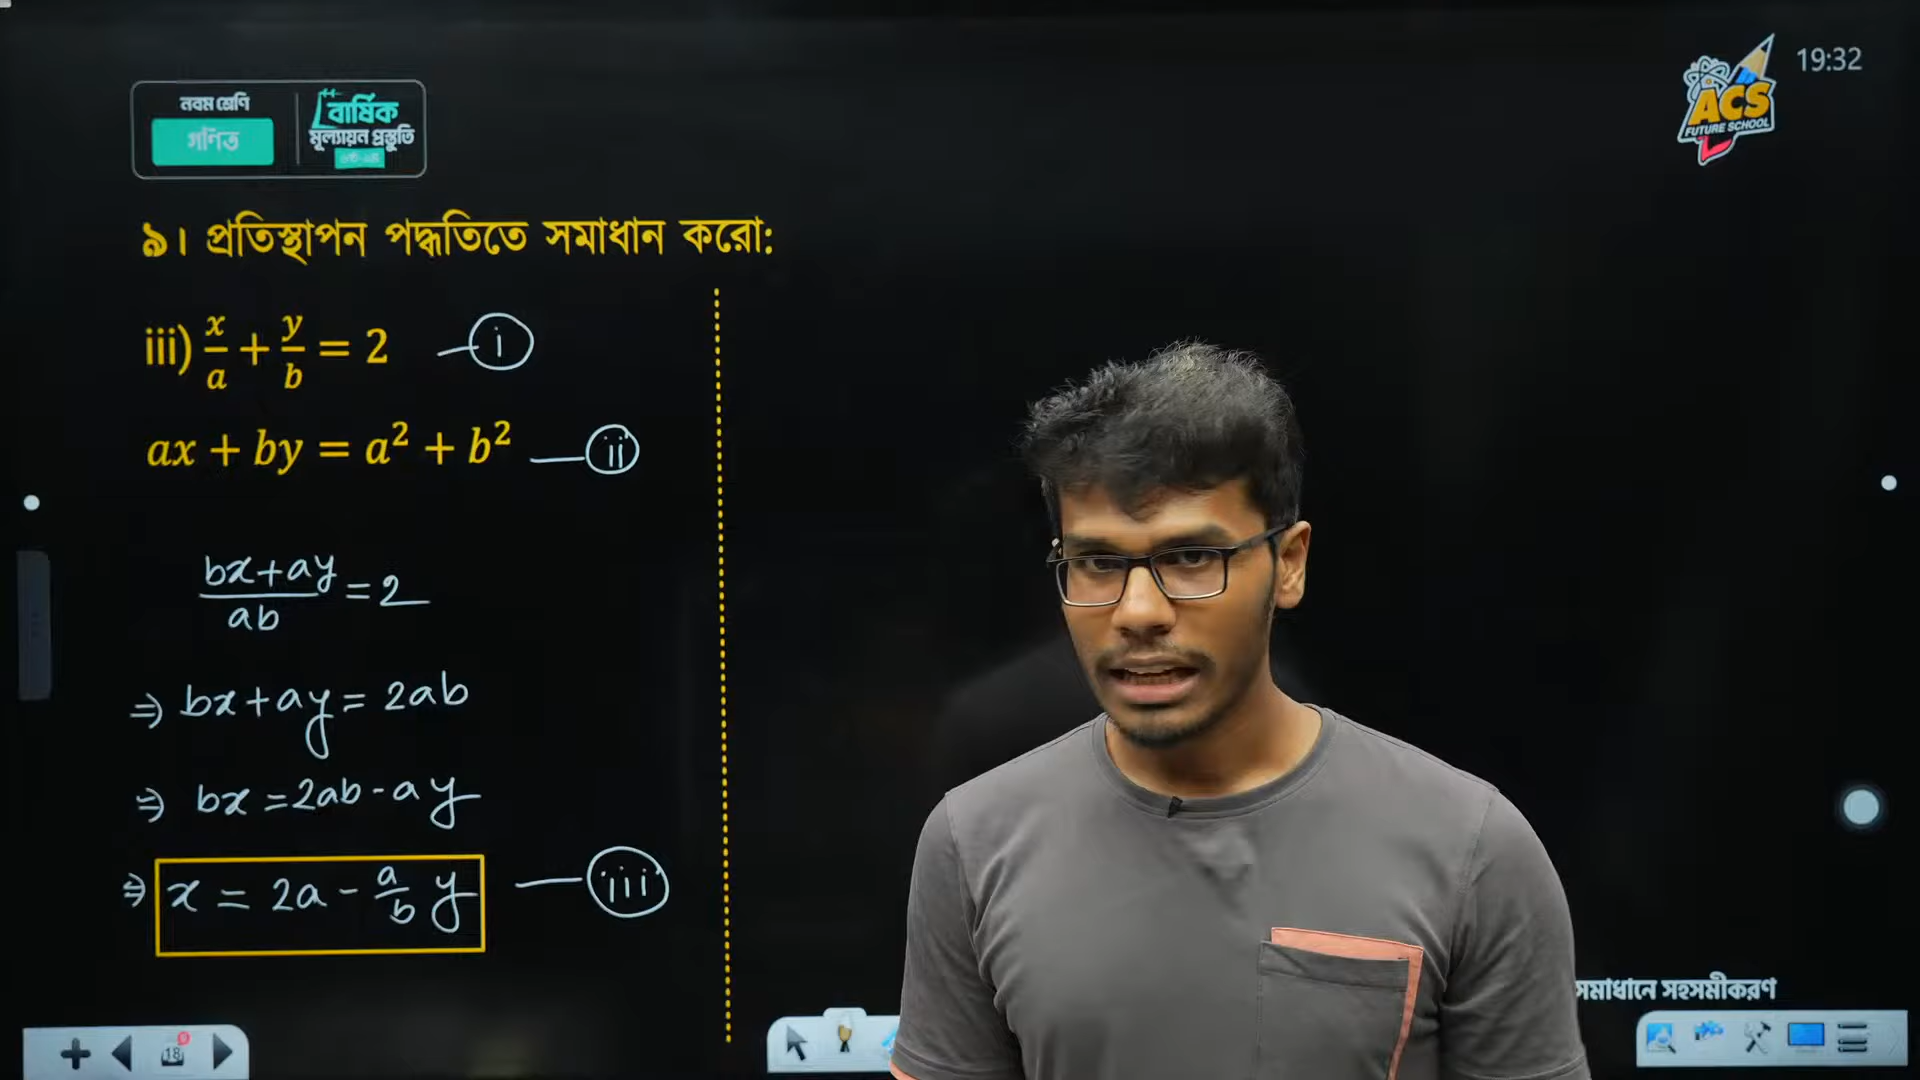 নবম শ্রেণি
গণিত
বার্ষিক
মূল্যায়ন প্রস্তুতি
ACS
FUTURE SCHOOL
19:32
৯। প্রতিস্থাপন পদ্ধতিতে সমাধান করো:
iii) x/a + y/b = 2 — i
ax + by = a² + b² — ii
(bx+ay)/ab = 2
⇒ bx+ay = 2ab
⇒ bx = 2ab - ay
⇒ x = 2a - a/b y — iii
সমাধানে সহসমীকরণ
18